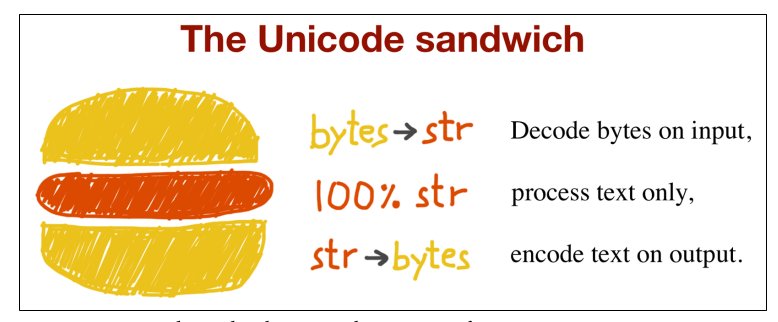 The Unicode sandwich
bytes → str Decode bytes on input,
100% str process text only,
str → bytes encode text on output.